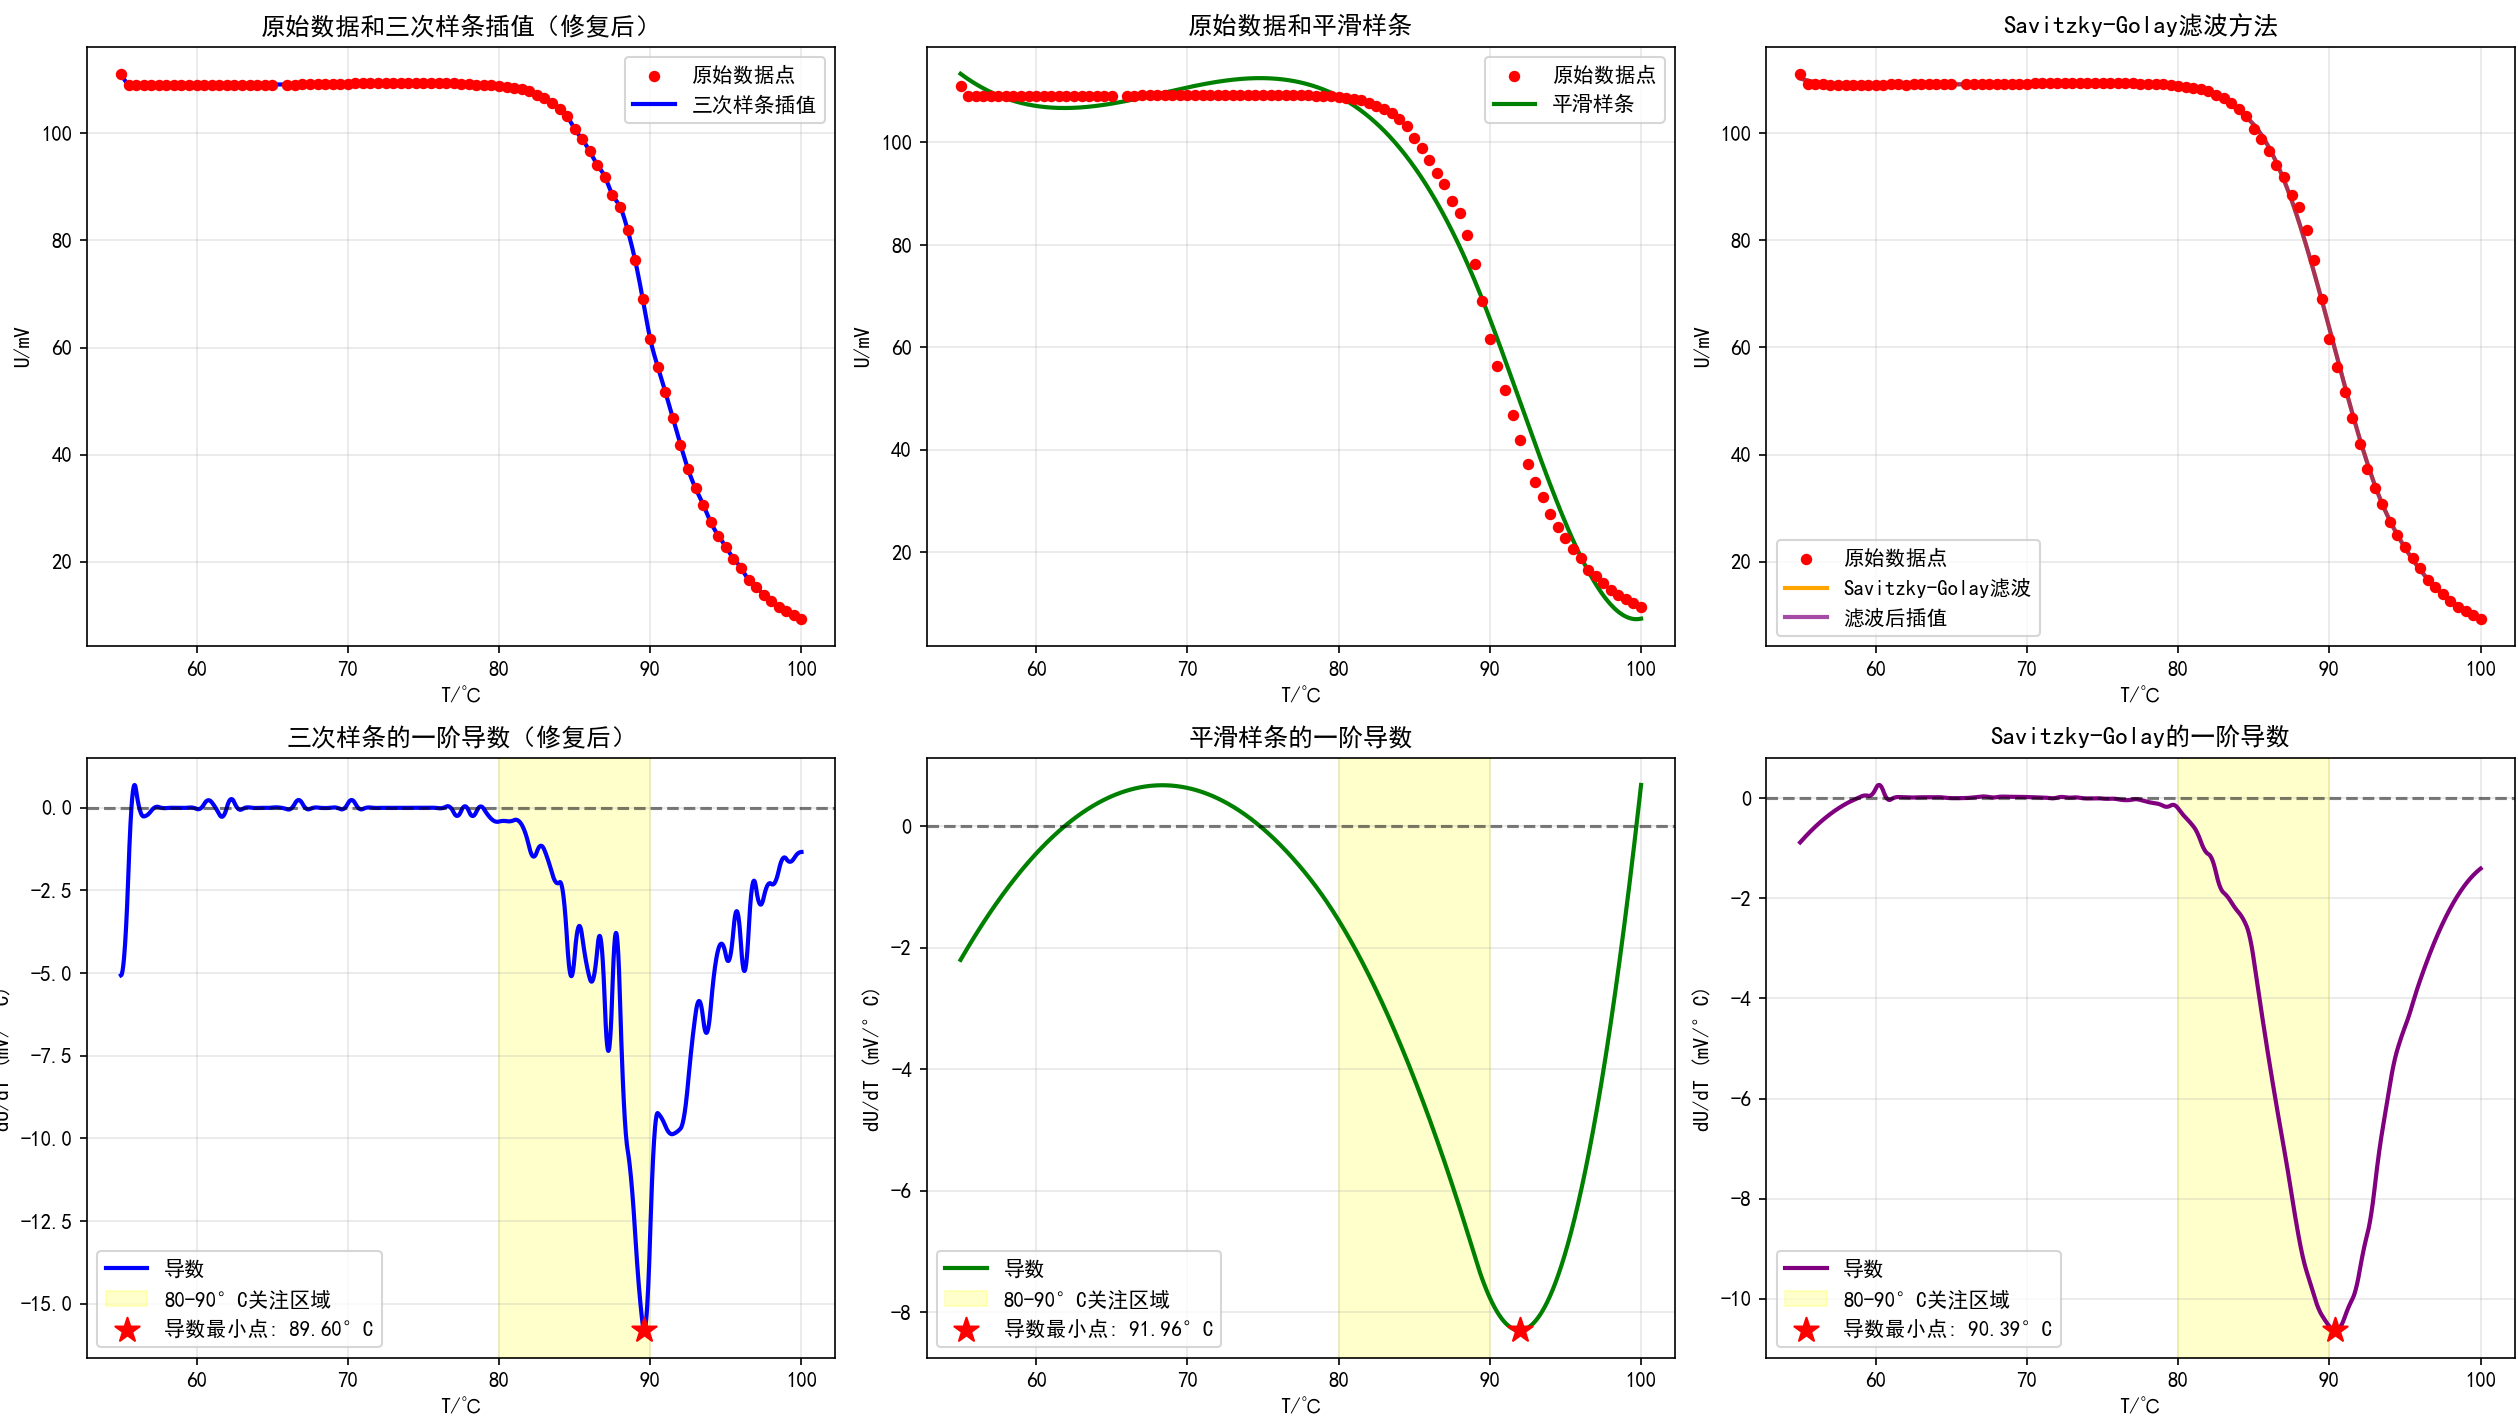 原始数据和三次样条插值（修复后）
原始数据点
三次样条插值
100
80
60
40
20
U/mV
60 70 80 90 100
T/℃
原始数据和平滑样条
原始数据点
平滑样条
100
80
60
40
20
U/mV
60 70 80 90 100
T/℃
Savitzky-Golay滤波方法
100
80
60
40
20
U/mV
原始数据点
Savitzky-Golay滤波
滤波后插值
60 70 80 90 100
T/℃
三次样条的一阶导数（修复后）
0.0
-2.5
-5.0
-7.5
-10.0
-12.5
-15.0
dU/dT (mV/° C)
导数
80-90° C关注区域
导数最小点: 89.60° C
60 70 80 90 100
T/℃
平滑样条的一阶导数
0
-2
-4
-6
-8
dU/dT (mV/° C)
导数
80-90° C关注区域
导数最小点: 91.96° C
60 70 80 90 100
T/℃
Savitzky-Golay的一阶导数
0
-2
-4
-6
-8
-10
dU/dT (mV/° C)
导数
80-90° C关注区域
导数最小点: 90.39° C
60 70 80 90 100
T/℃